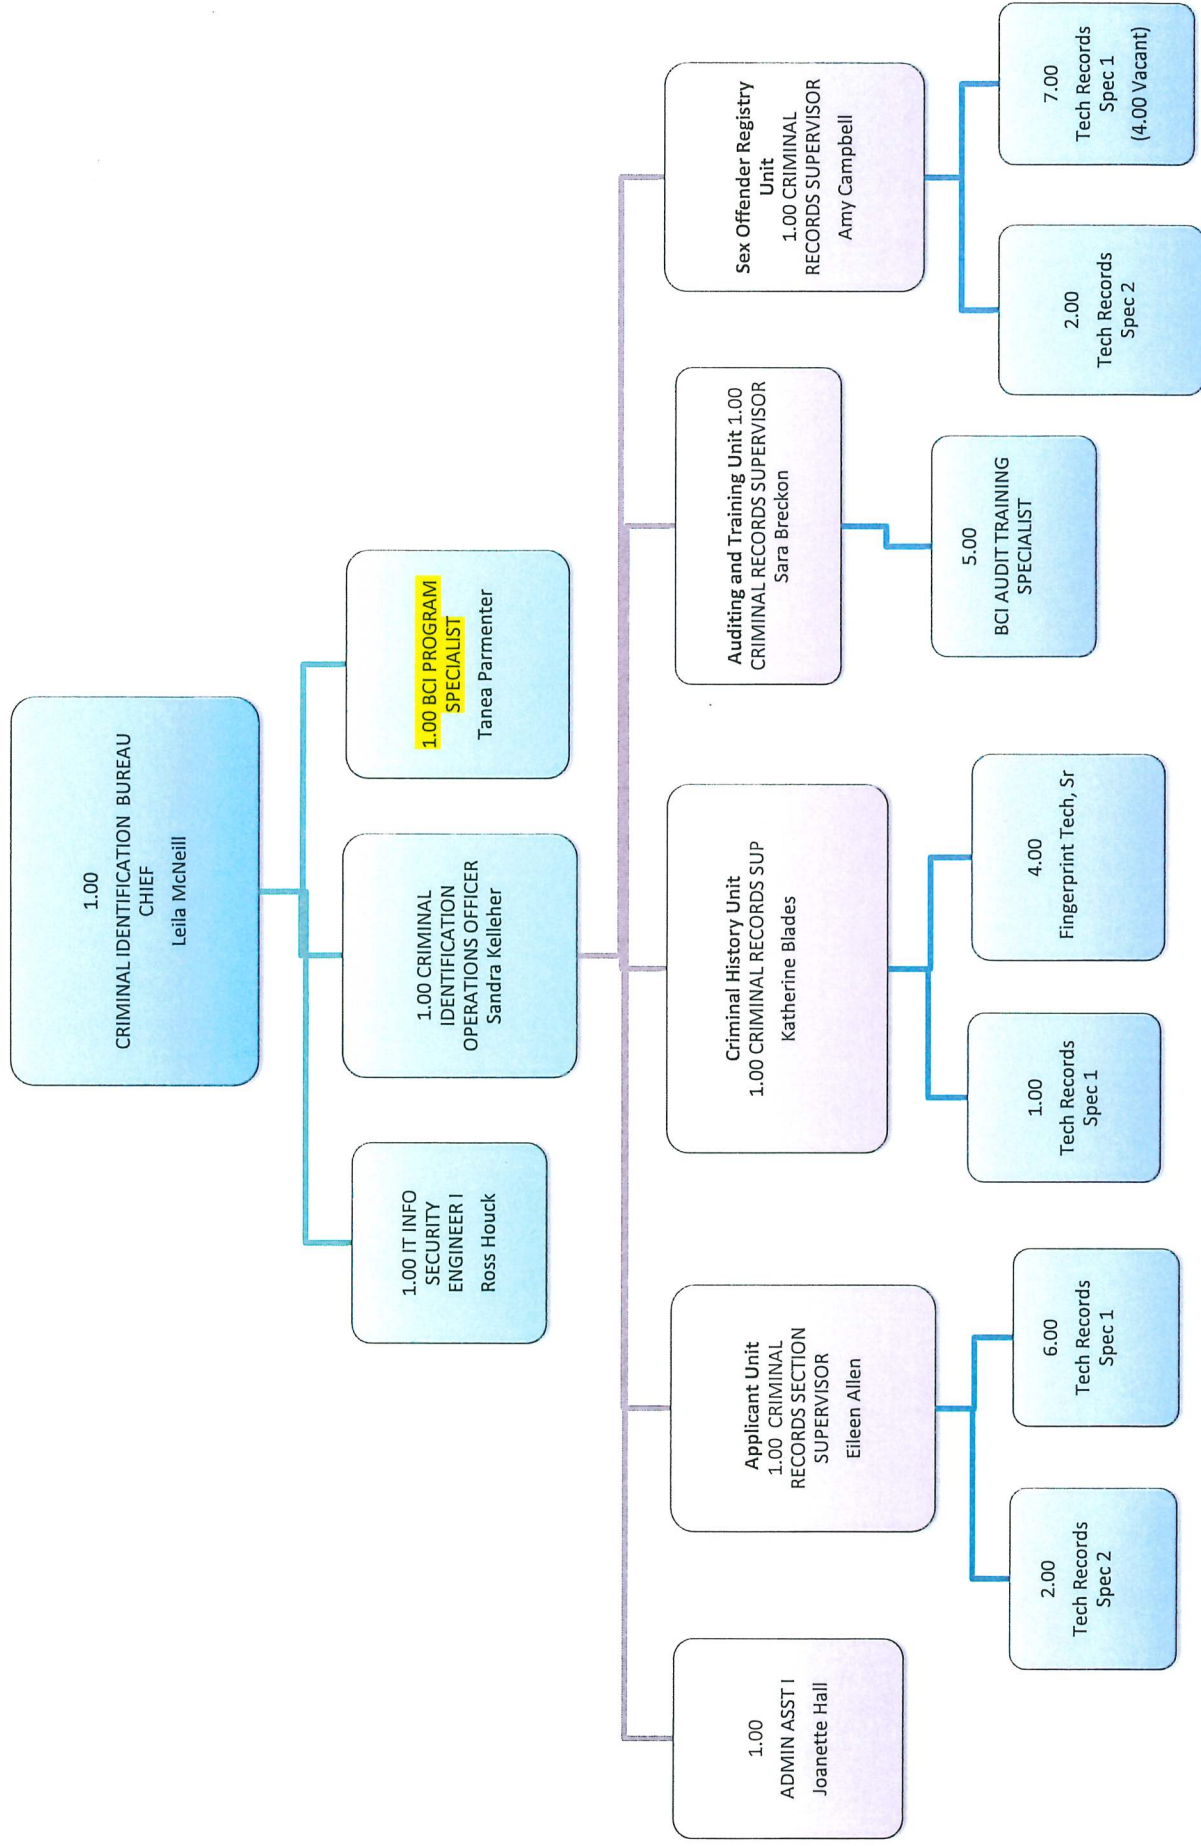 1.00
CRIMINAL IDENTIFICATION BUREAU
CHIEF
Leila McNeill
1.00 IT INFO
SECURITY
ENGINEER I
Ross Houck
1.00 CRIMINAL
IDENTIFICATION
OPERATIONS OFFICER
Sandra Kelleher
1.00 BCI PROGRAM
SPECIALIST
Tanea Parmenter
1.00
ADMIN ASST I
Joanette Hall
Applicant Unit
1.00 CRIMINAL
RECORDS SECTION
SUPERVISOR
Eileen Allen
Criminal History Unit
1.00 CRIMINAL RECORDS SUP
Katherine Blades
Auditing and Training Unit 1.00
CRIMINAL RECORDS SUPERVISOR
Sara Breckon
Sex Offender Registry
Unit
1.00 CRIMINAL
RECORDS SUPERVISOR
Amy Campbell
2.00
Tech Records
Spec 2
6.00
Tech Records
Spec 1
1.00
Tech Records
Spec 1
4.00
Fingerprint Tech, Sr
5.00
BCI AUDIT TRAINING
SPECIALIST
2.00
Tech Records
Spec 2
7.00
Tech Records
Spec 1
(4.00 Vacant)